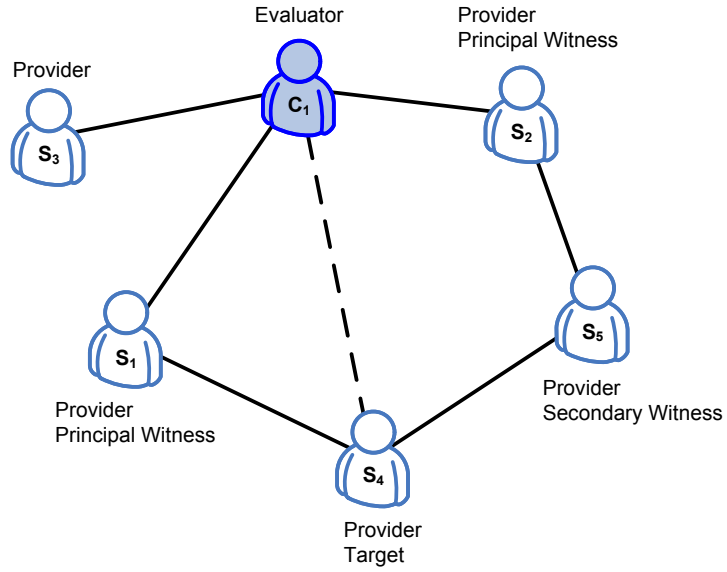 Evaluator
Provider
Principal Witness
Provider
C₁
S₂
S₃
S₅
S₁
Provider
Secondary Witness
Provider
Principal Witness
S₄
Provider
Target